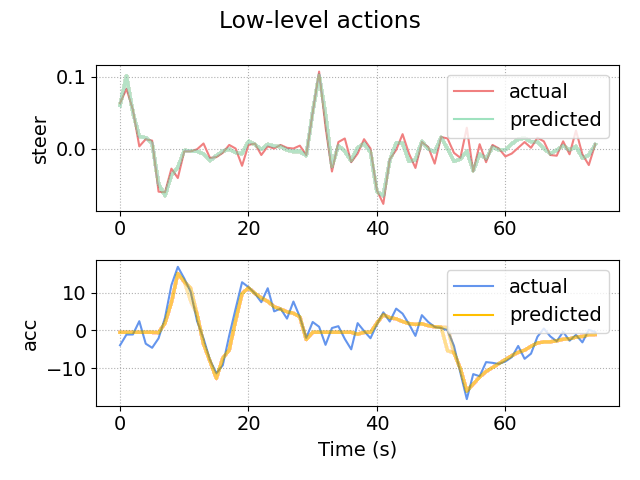 Low-level actions
0.1
0.0
steer
actual
predicted
0
20
40
60
10
0
−10
acc
actual
predicted
0
20
40
60
Time (s)